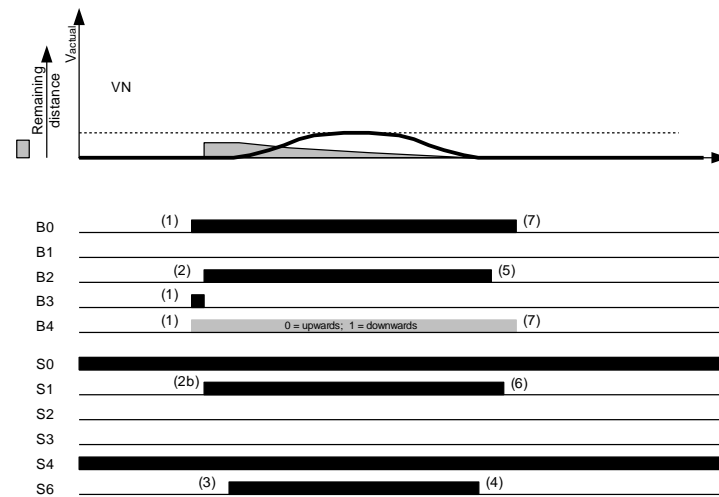 Remaining
distance
Vactual
VN
B0 (1) (7)
B1
B2 (2) (5)
B3 (1)
B4 (1) 0 = upwards; 1 = downwards (7)
S0
S1 (2b) (6)
S2
S3
S4
S6 (3) (4)